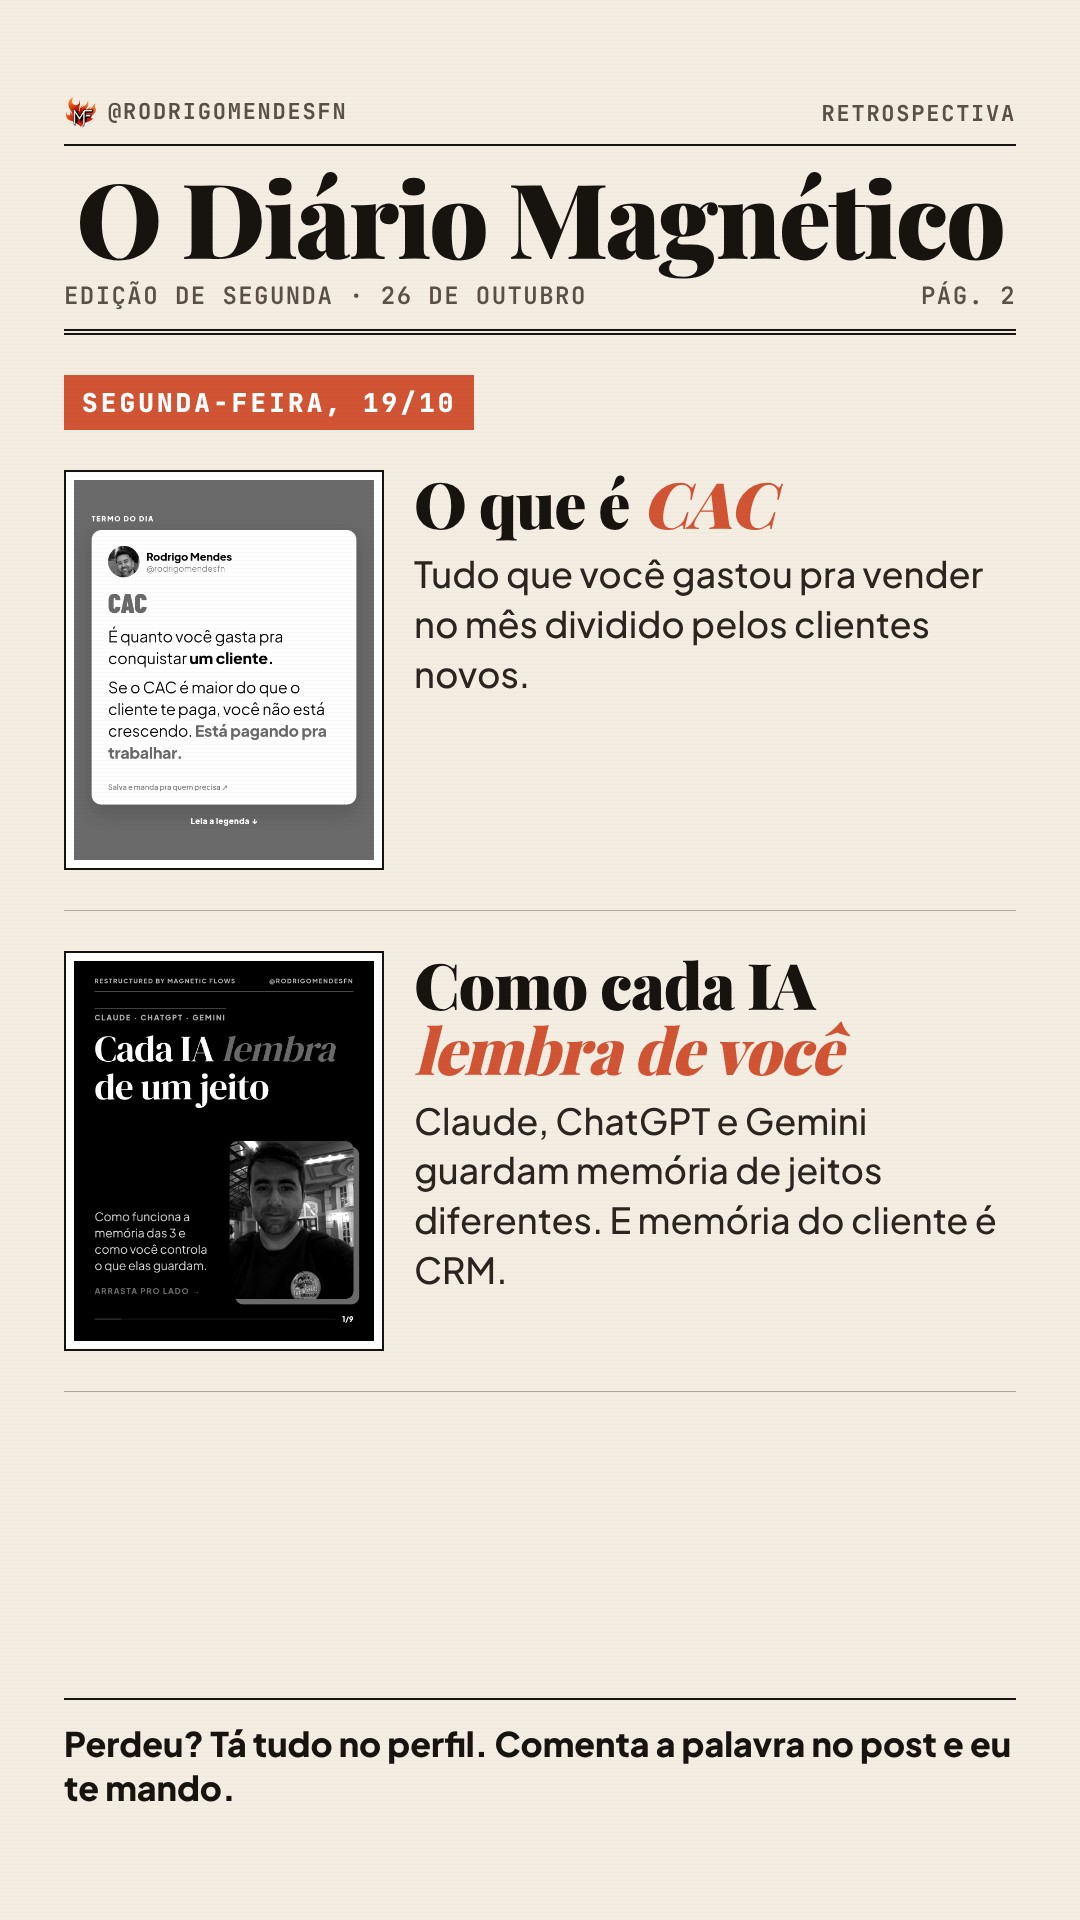 @RODRIGOMENDESFN
RETROSPECTIVA
O Diário Magnético
EDIÇÃO DE SEGUNDA · 26 DE OUTUBRO
PÁG. 2
SEGUNDA-FEIRA, 19/10
TERMO DO DIA
Rodrigo Mendes
@rodrigomendesfn
CAC
É quanto você gasta pra
conquistar um cliente.
Se o CAC é maior do que o
cliente te paga, você não está
crescendo. Está pagando pra
trabalhar.
Salva e manda pra quem precisa ↗
Leia a legenda ↓
O que é CAC
Tudo que você gastou pra vender
no mês dividido pelos clientes
novos.
RESTRUCTURED BY MAGNETIC FLOWS
@RODRIGOMENDESFN
CLAUDE · CHATGPT · GEMINI
Cada IA lembra
de um jeito
Como funciona a
memória das 3 e
como você controla
o que elas guardam.
ARRASTA PRO LADO →
1/9
Como cada IA
lembra de você
Claude, ChatGPT e Gemini
guardam memória de jeitos
diferentes. E memória do cliente é
CRM.
Perdeu? Tá tudo no perfil. Comenta a palavra no post e eu
te mando.